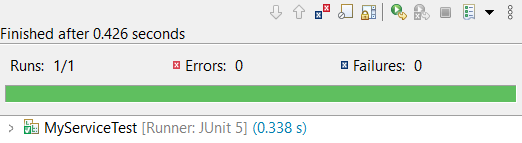 Finished after 0.426 seconds
Runs: 1/1 Errors: 0 Failures: 0
MyServiceTest [Runner: JUnit 5] (0.338 s)